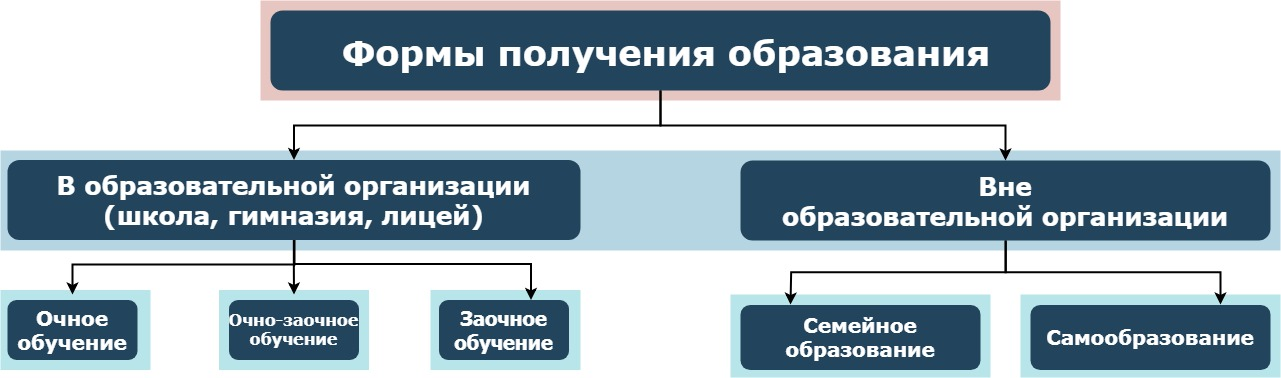 Формы получения образования
В образовательной организации
(школа, гимназия, лицей)
Вне
образовательной организации
Очное
обучение
Очно-заочное
обучение
Заочное
обучение
Семейное
образование
Самообразование